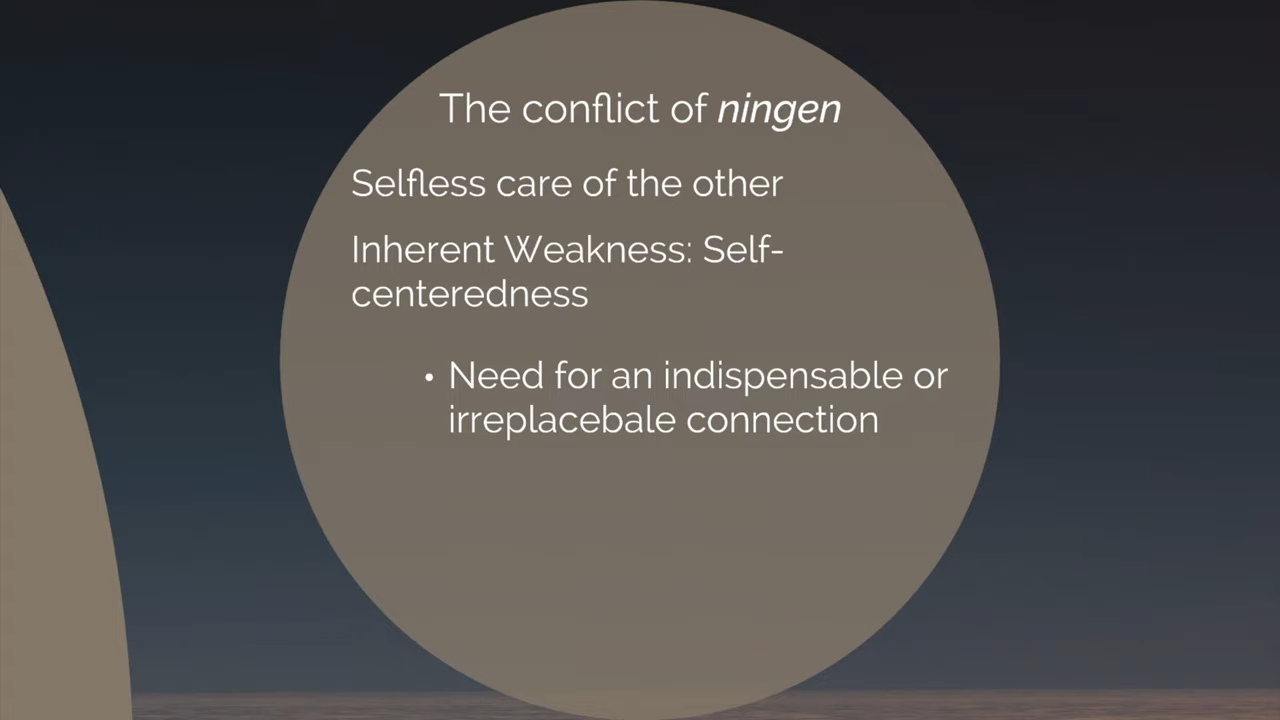 The conflict of ningen
Selfless care of the other
Inherent Weakness: Self-
centeredness
• Need for an indispensable or
irreplacebale connection